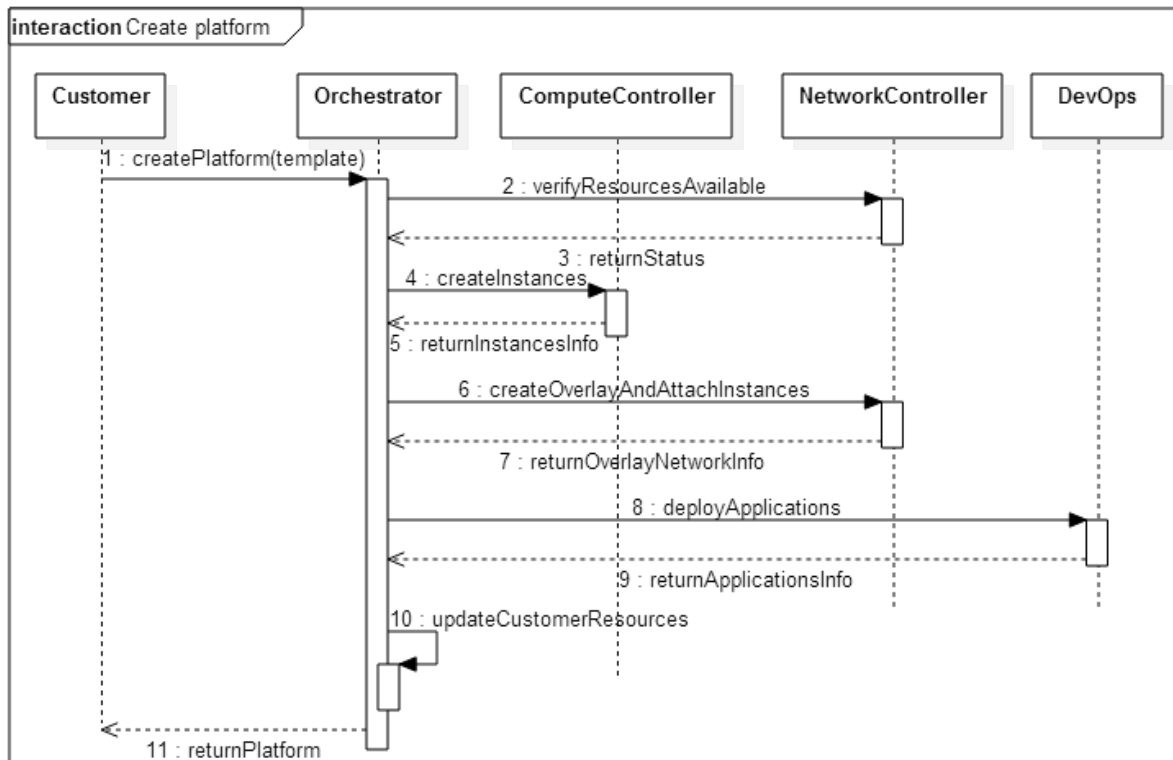 interaction Create platform
Customer
Orchestrator
ComputeController
NetworkController
DevOps
1 : createPlatform(template)
2 : verifyResourcesAvailable
3 : returnStatus
4 : createInstances
5 : returnInstancesInfo
6 : createOverlayAndAttachInstances
7 : returnOverlayNetworkInfo
8 : deployApplications
9 : returnApplicationsInfo
10 : updateCustomerResources
11 : returnPlatform